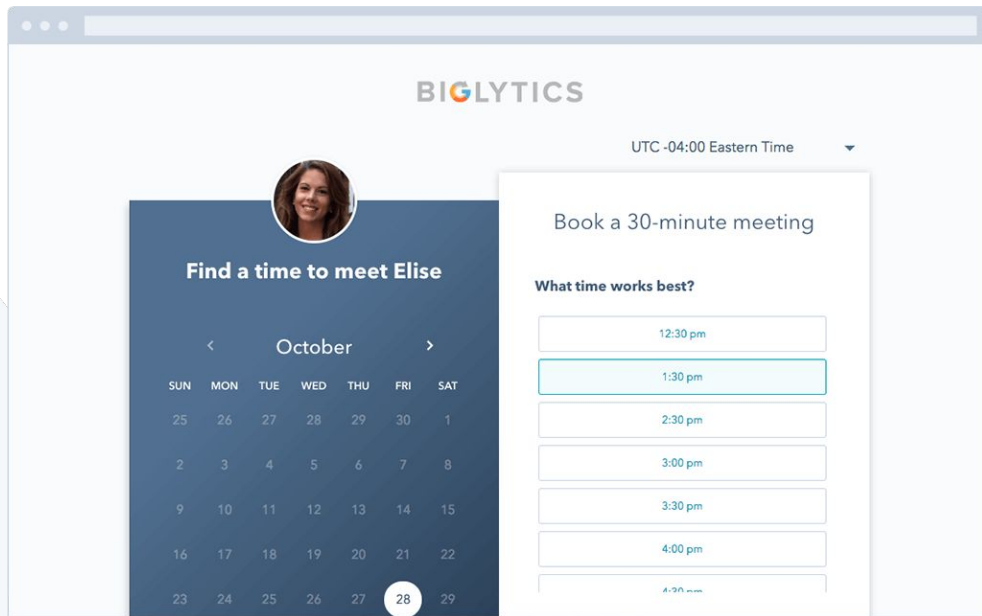 BIGLYTICS
UTC -04:00 Eastern Time
Find a time to meet Elise
October
SUN MON TUE WED THU FRI SAT
25 26 27 28 29 30 1
2 3 4 5 6 7 8
9 10 11 12 13 14 15
16 17 18 19 20 21 22
23 24 25 26 27 28 29
Book a 30-minute meeting
What time works best?
12:30 pm
1:30 pm
2:30 pm
3:00 pm
3:30 pm
4:00 pm
4:30 pm